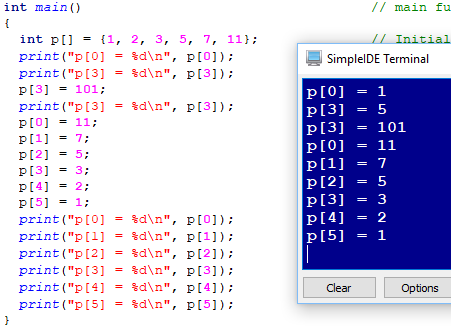 int main() // main fu
{
int p[] = {1, 2, 3, 5, 7, 11}; // Initial
print("p[0] = %d\n", p[0]);
print("p[3] = %d\n", p[3]);
p[3] = 101;
print("p[3] = %d\n", p[3]);
p[0] = 11;
p[1] = 7;
p[2] = 5;
p[3] = 3;
p[4] = 2;
p[5] = 1;
print("p[0] = %d\n", p[0]);
print("p[1] = %d\n", p[1]);
print("p[2] = %d\n", p[2]);
print("p[3] = %d\n", p[3]);
print("p[4] = %d\n", p[4]);
print("p[5] = %d\n", p[5]);
}
SimpleIDE Terminal
p[0] = 1
p[3] = 5
p[3] = 101
p[0] = 11
p[1] = 7
p[2] = 5
p[3] = 3
p[4] = 2
p[5] = 1
Clear Options